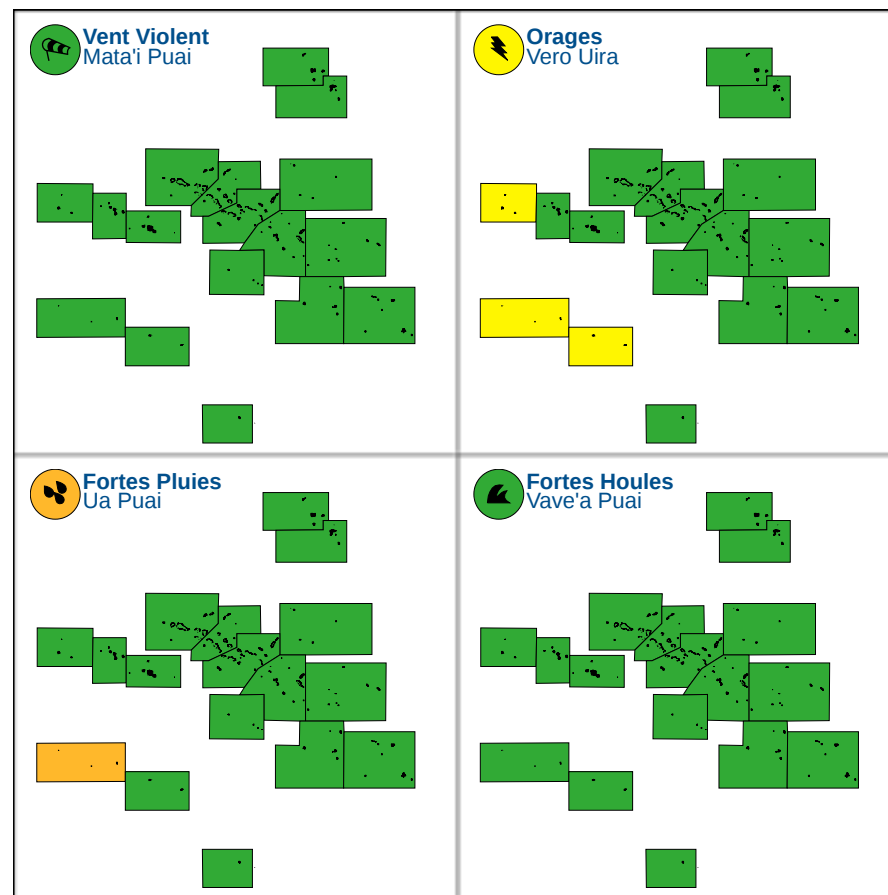 Vent Violent
Mata'i Puai
Orages
Vero Uira
Fortes Pluies
Ua Puai
Fortes Houles
Vave'a Puai